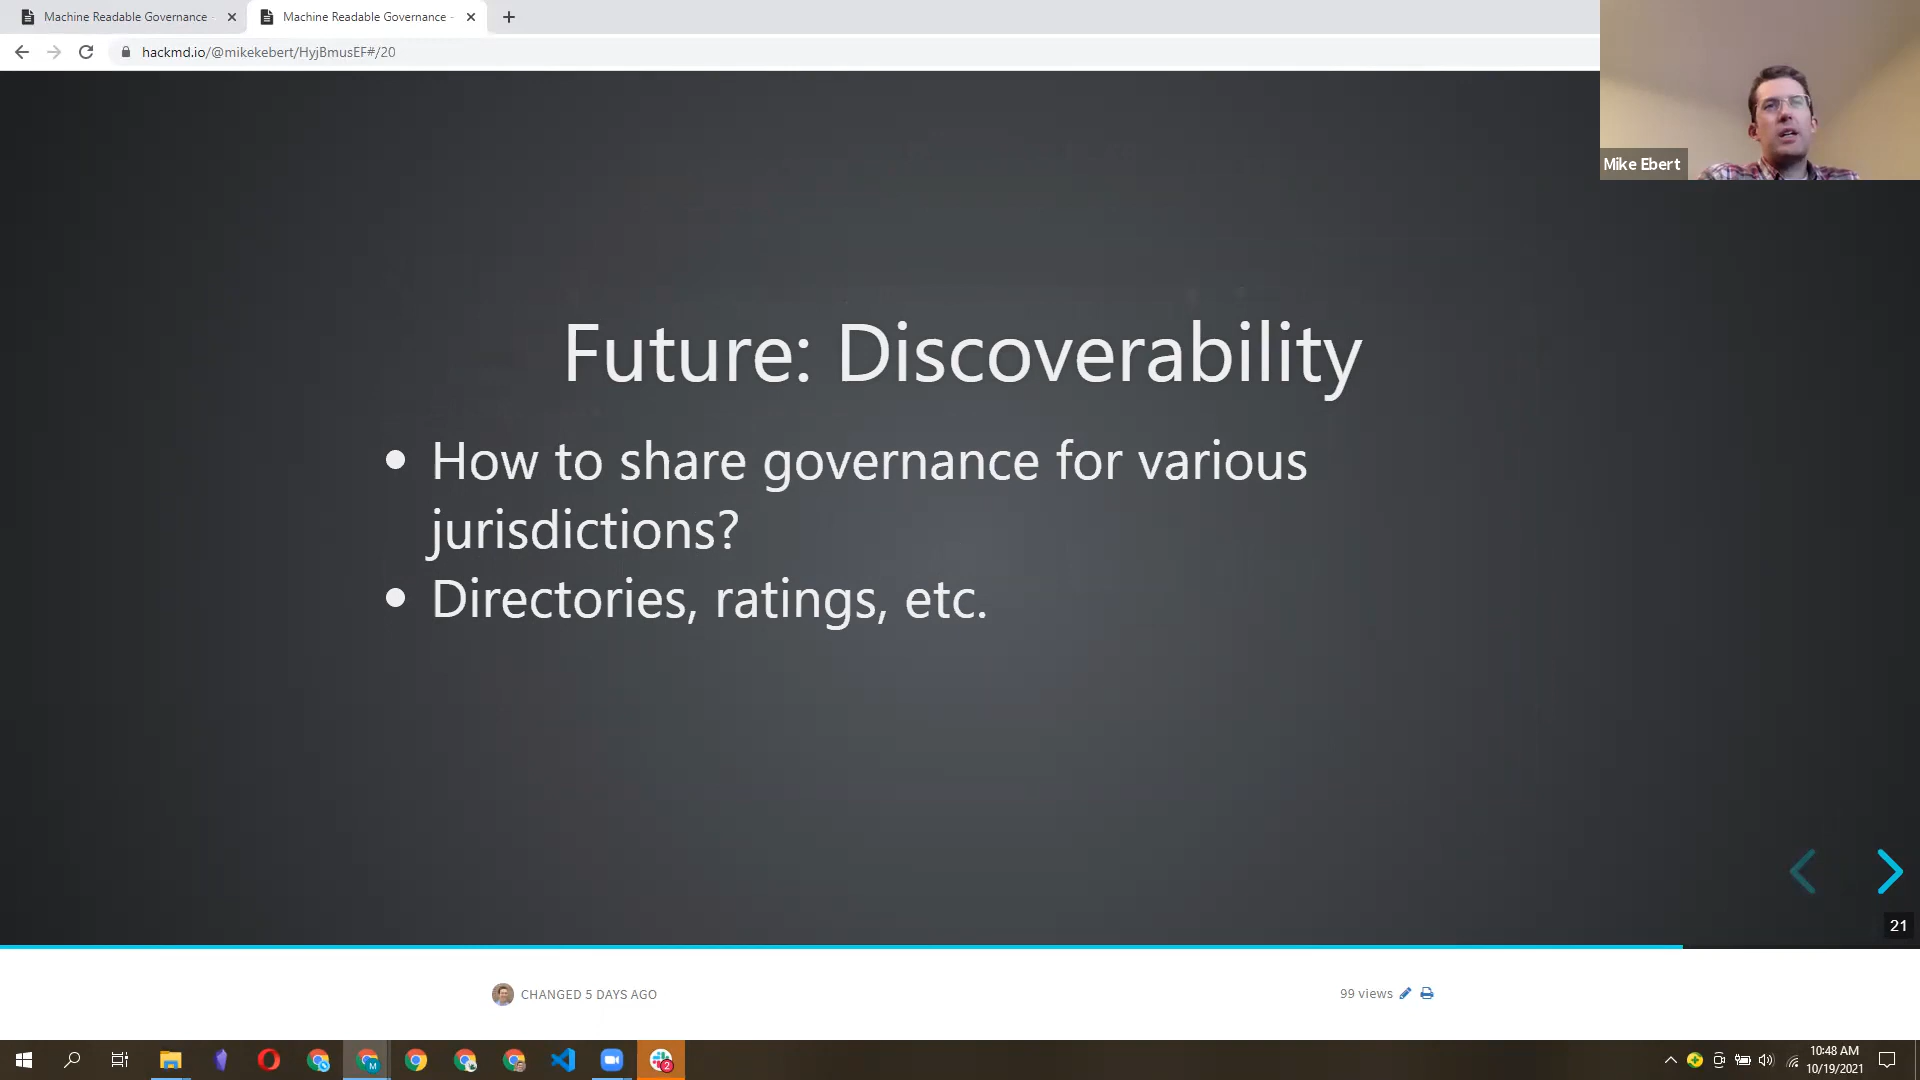 Machine Readable Governance -
Machine Readable Governance -
hackmd.io/@mikekebert/HyjBmusEF#/20
Mike Ebert
Future: Discoverability
• How to share governance for various
jurisdictions?
• Directories, ratings, etc.
21
CHANGED 5 DAYS AGO
99 views
M
2
10:48 AM
10/19/2021